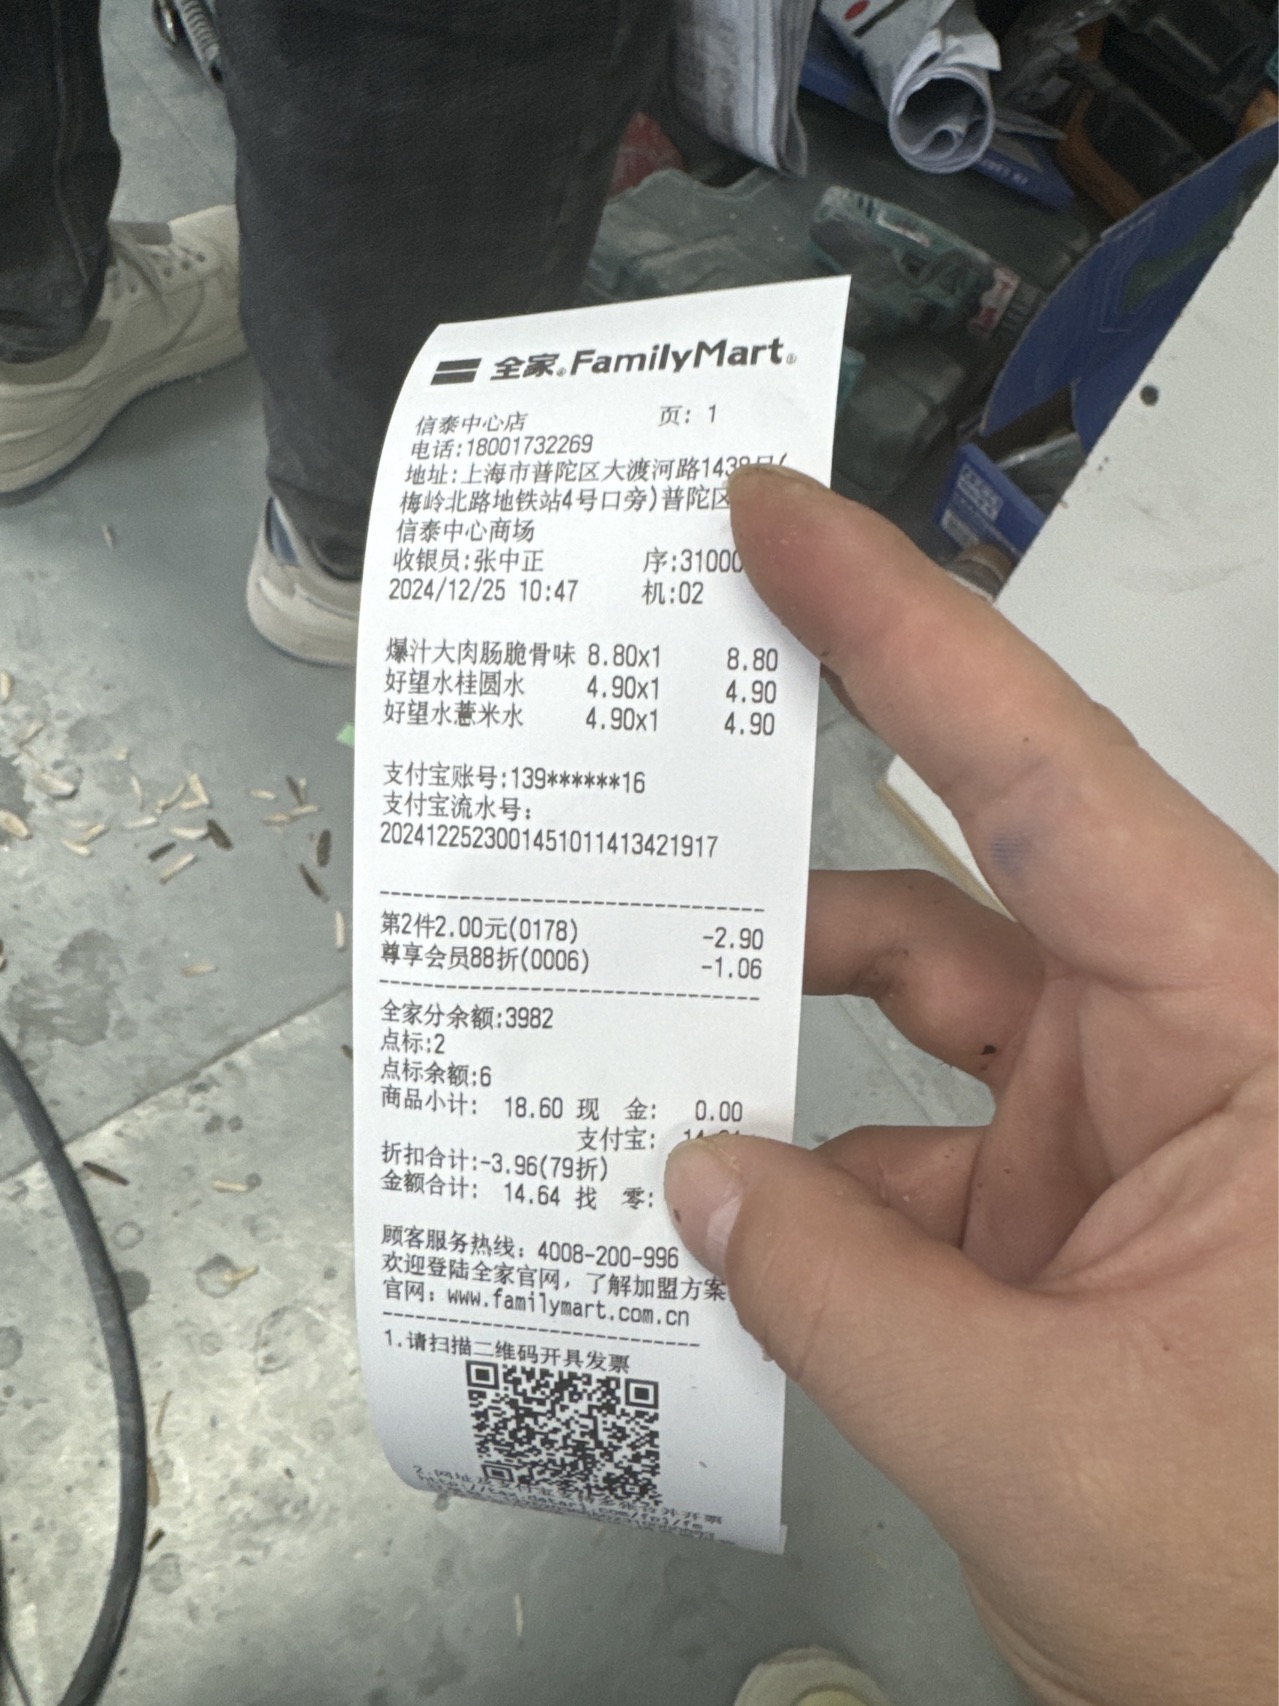 全家 FamilyMart
信泰中心店 页: 1
电话:18001732269
地址:上海市普陀区大渡河路1438号(
梅岭北路地铁站4号口旁)普陀区
信泰中心商场
收银员:张中正 序:31000
2024/12/25 10:47 机:02
爆汁大肉肠脆骨味 8.80x1 8.80
好望水桂圆水 4.90x1 4.90
好望水薏米水 4.90x1 4.90
支付宝账号:139******16
支付宝流水号:
2024122523001451011413421917
第2件2.00元(0178) -2.90
尊享会员88折(0006) -1.06
全家分余额:3982
点标:2
点标余额:6
商品小计: 18.60 现 金: 0.00
支付宝:
折扣合计:-3.96(79折)
金额合计: 14.64 找 零:
顾客服务热线: 4008-200-996
欢迎登陆全家官网, 了解加盟方案
官网: www.familymart.com.cn
1.请扫描二维码开具发票